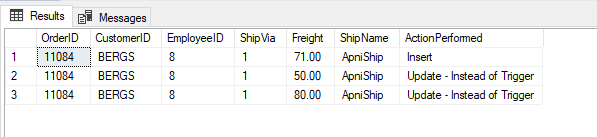 Results Messages
OrderID CustomerID EmployeeID ShipVia Freight ShipName ActionPerformed
1 11084 BERGS 8 1 71.00 ApniShip Insert
2 11084 BERGS 8 1 50.00 ApniShip Update - Instead of Trigger
3 11084 BERGS 8 1 80.00 ApniShip Update - Instead of Trigger